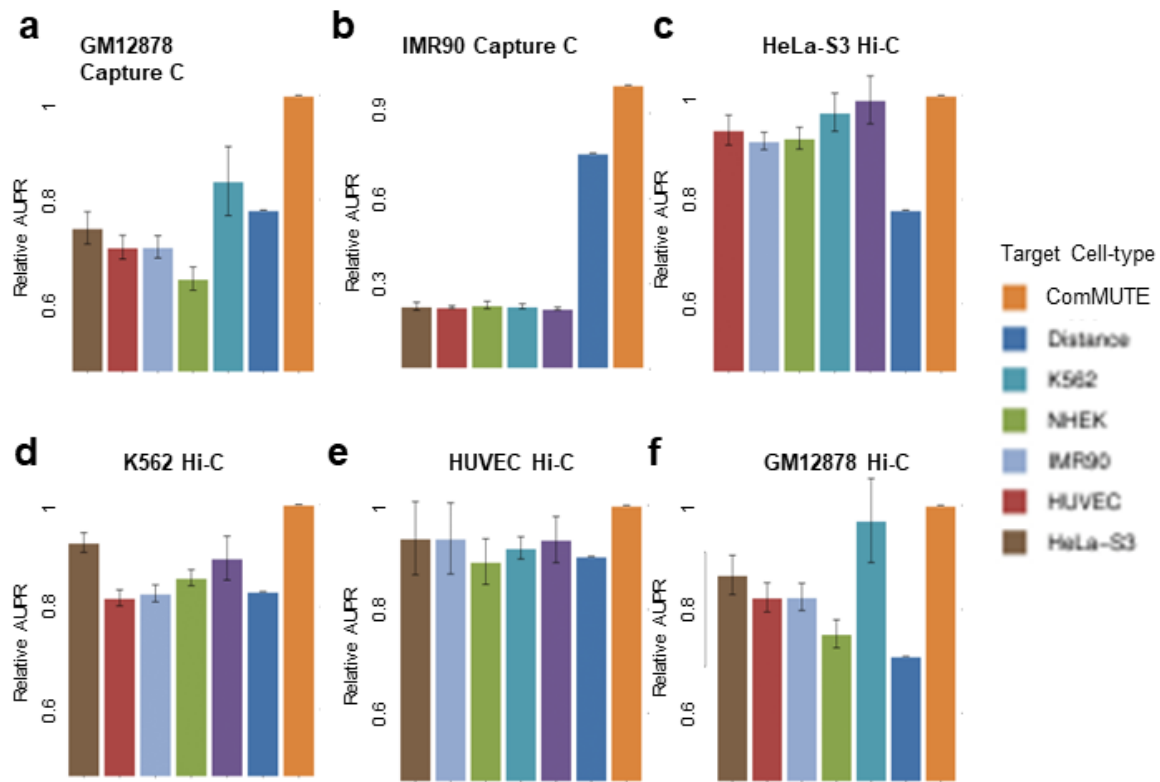 a
GM12878
Capture C
Relative AUPR
1
0.8
0.6
b
IMR90 Capture C
Relative AUPR
0.9
0.6
0.3
c
HeLa-S3 Hi-C
Relative AUPR
1
0.8
0.6
Target Cell-type
ComMUTE
Distance
K562
NHEK
IMR90
HUVEC
HeLa-S3
d
K562 Hi-C
Relative AUPR
1
0.8
0.6
e
HUVEC Hi-C
Relative AUPR
1
0.8
0.6
f
GM12878 Hi-C
Relative AUPR
1
0.8
0.6